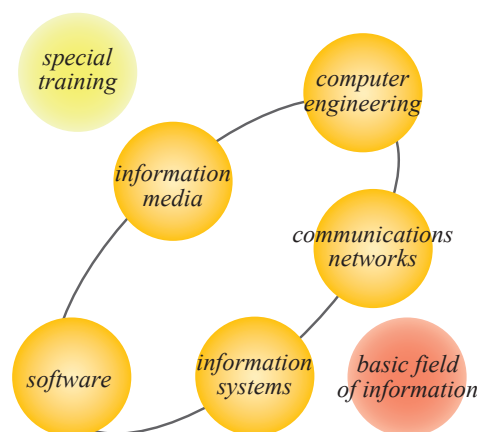 special
training
computer
engineering
information
media
communications
networks
information
systems
basic field
of information
software